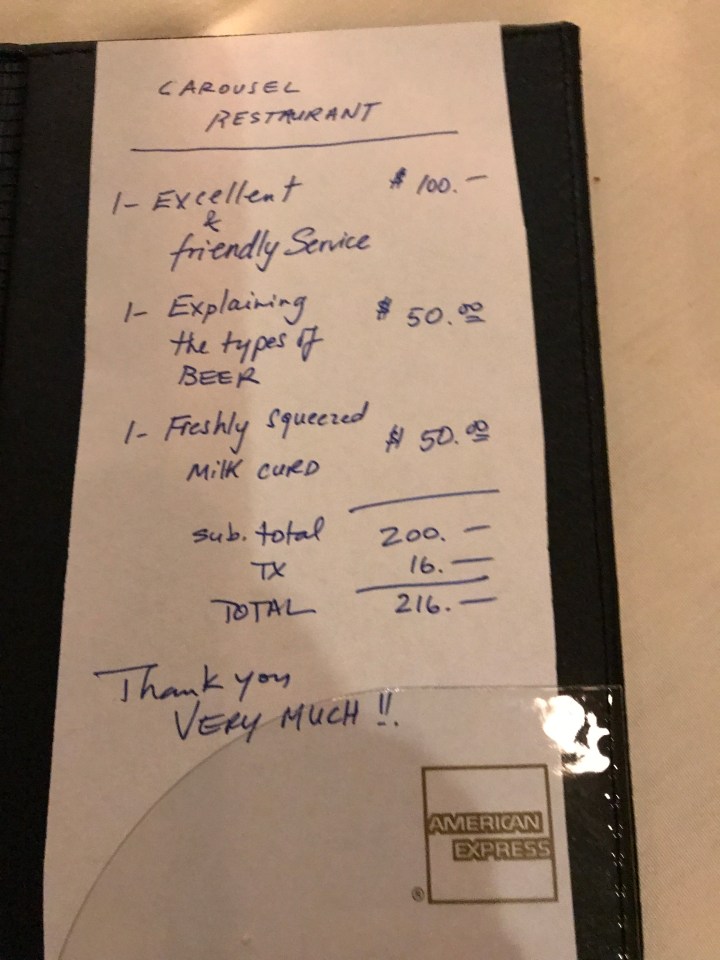 CAROUSEL
RESTAURANT
1- Excellent $ 100.-
&
friendly Service
1- Explaining $ 50.00
the types of
BEER
1- Freshly squeezed $ 50.00
MilK CURD
sub.total 200.-
TX 16.-
TOTAL 216.-
Thank you
VERY MUCH !!.
AMERICAN
EXPRESS
®